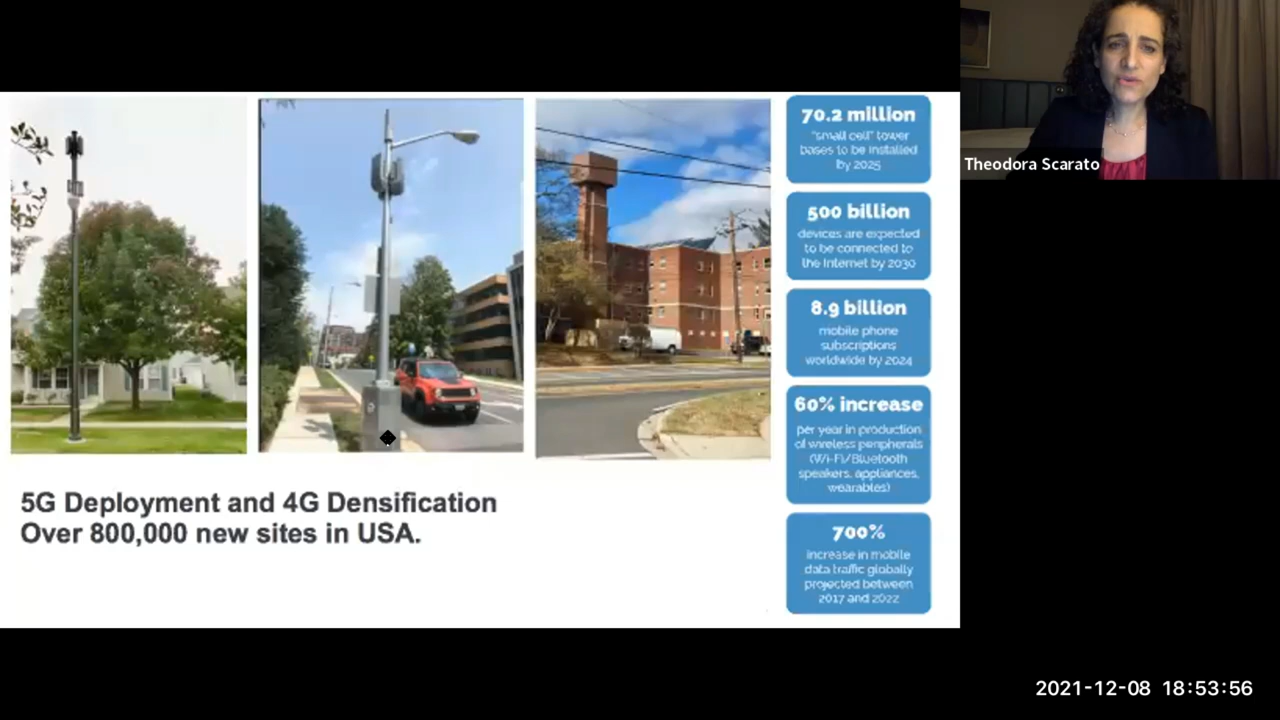 70.2 million
"small cell" tower
bases to be installed
by 2025
500 billion
devices are expected
to be connected to
the Internet by 2030
8.9 billion
mobile phone
subscriptions
worldwide by 2024
60% increase
per year in production
of wireless peripherals
(Wi-Fi/Bluetooth
speakers, appliances,
wearables)
700%
increase in mobile
data traffic globally
projected between
2017 and 2022
5G Deployment and 4G Densification
Over 800,000 new sites in USA.
Theodora Scarato
2021-12-08 18:53:56